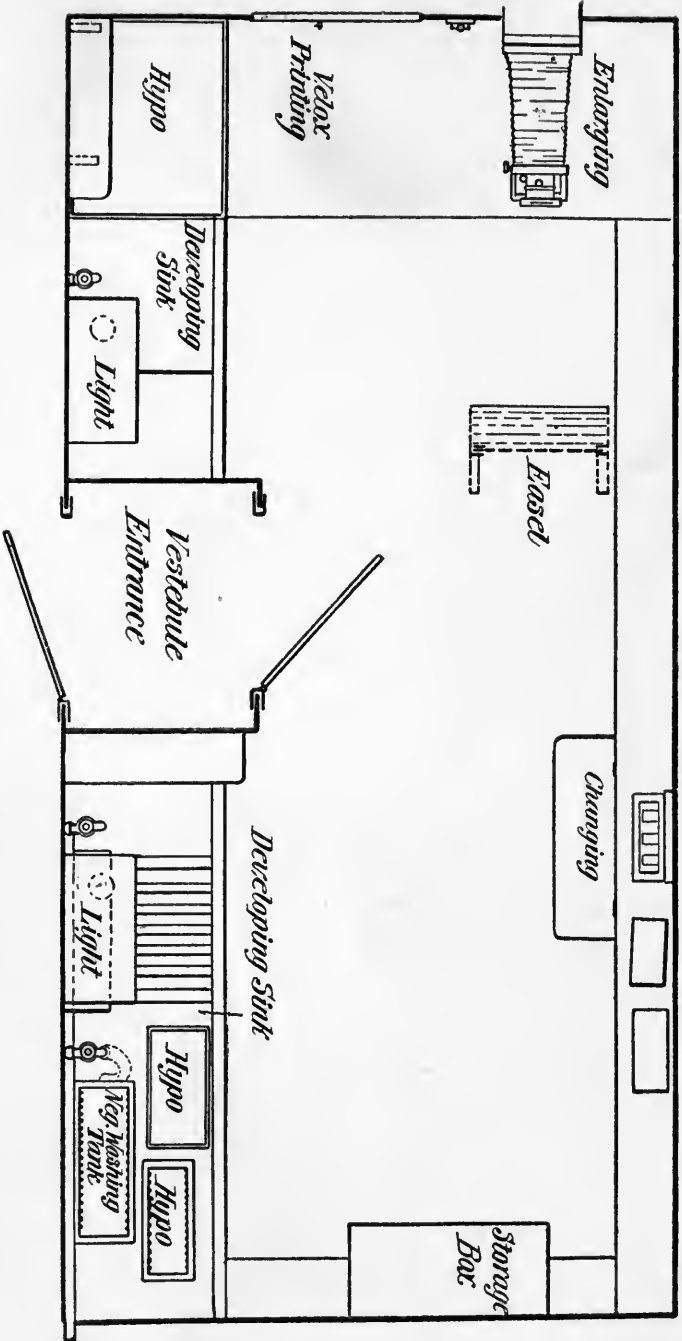 Enlarging
Changing
Easel
Storage
Box
Velox
Printing
Developing Sink
Hypo
Developing
Sink
Vestebule
Entrance
Hypo
Hypo
Light
Light
Neg. Washing
Tank